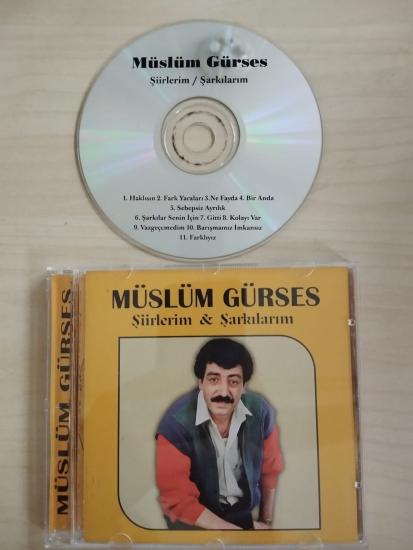 Müslüm Gürses
Şiirlerim / Şarkılarım
1. Haklısın 2. Fark Yaraları 3.Ne Fayda 4. Bir Anda
5. Sebepsiz Ayrılık
6. Şarkılar Senin İçin 7. Gitti 8. Kolayı Var
9. Vazgeçemedim 10. Barışmamız İmkansız
11. Farklıyız
MÜSLÜM GÜRSES
Şiirlerim & Şarkılarım
MÜSLÜM GÜRSES